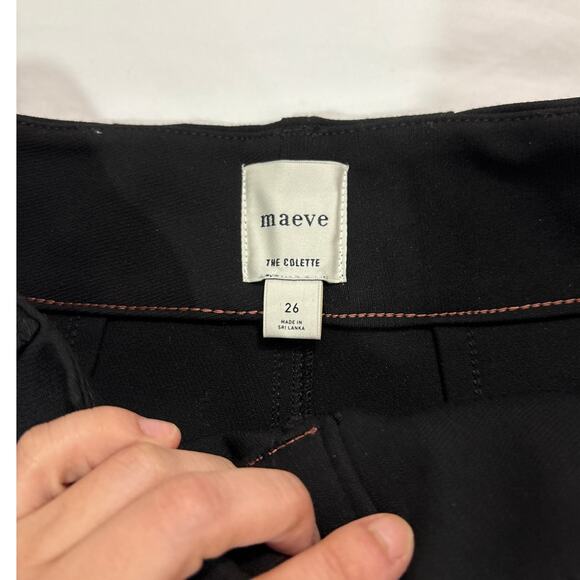 maeve
THE COLETTE
26
MADE IN
SRI LANKA